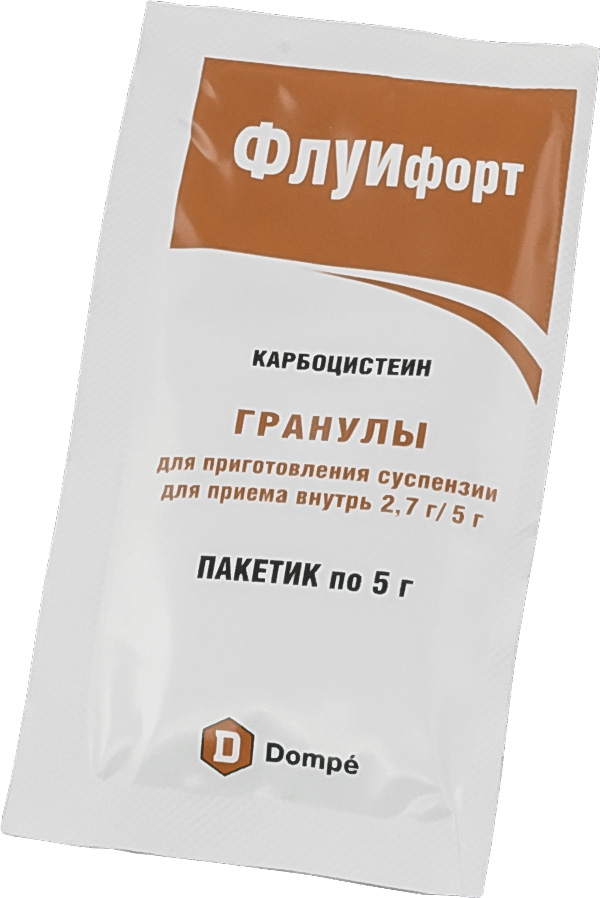 ФлуИфорт
КАРБОЦИСТЕИН
ГРАНУЛЫ
для приготовления суспензии
для приема внутрь 2,7 г/ 5 г
ПАКЕТИК по 5 г
D Dompé